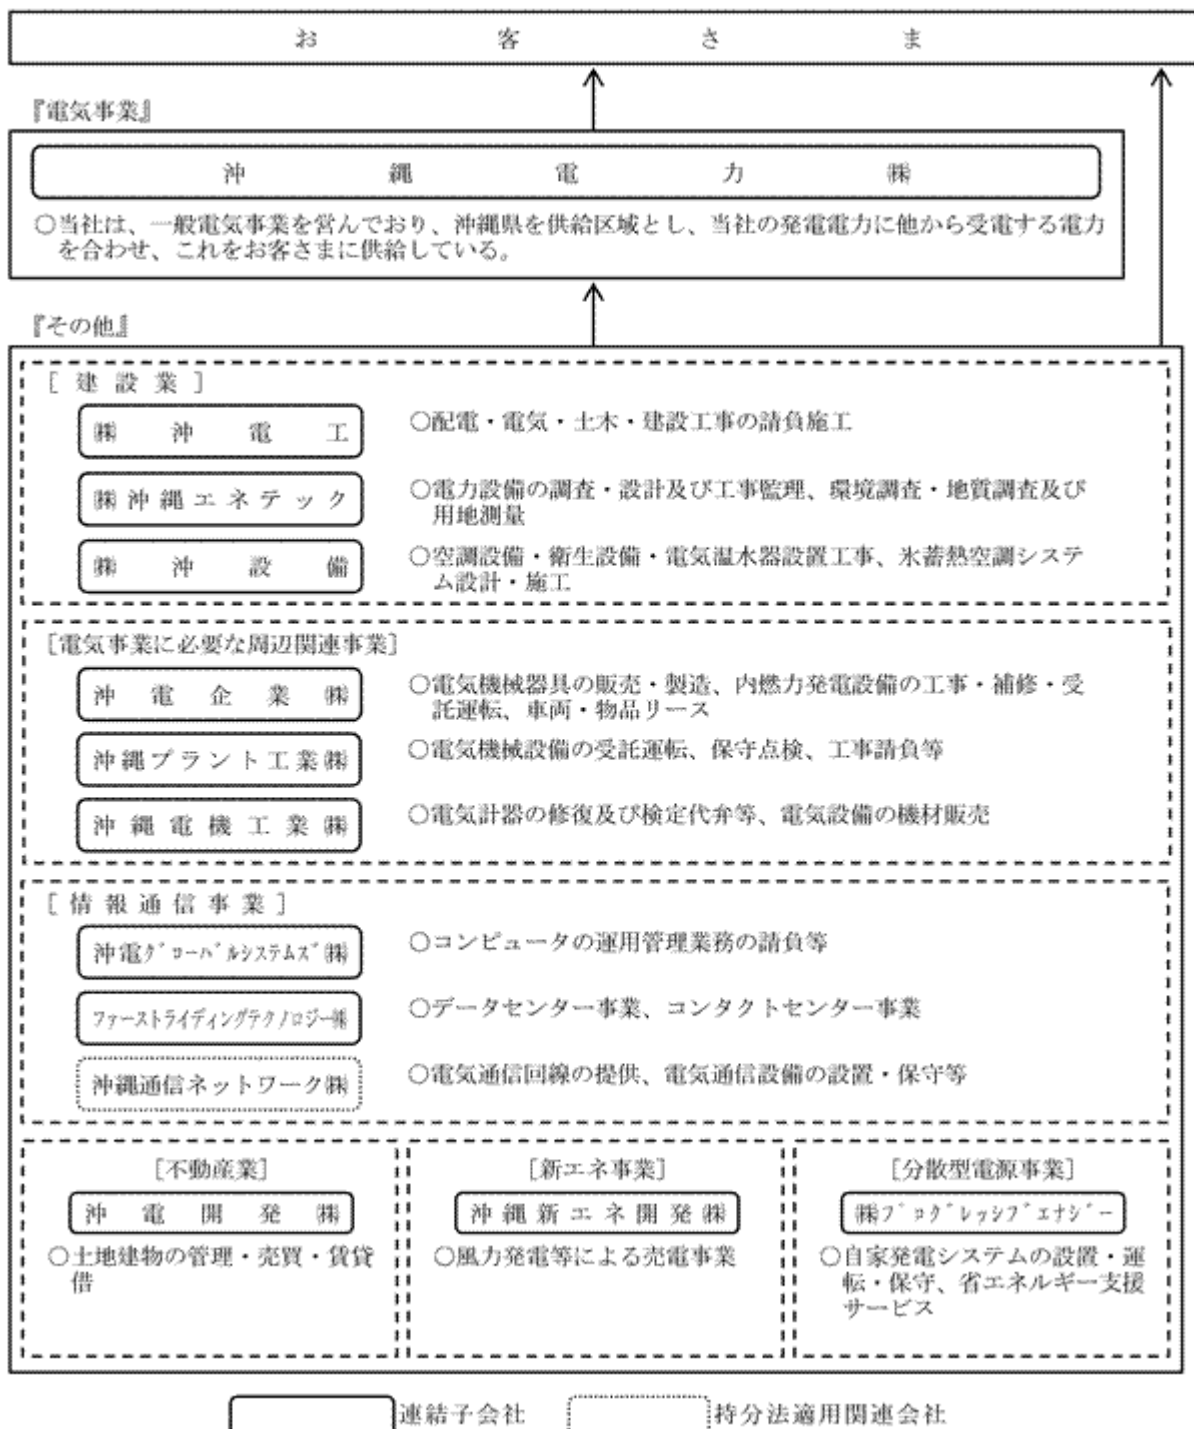 お客さま
『電気事業』
沖縄電力㈱
○当社は、一般電気事業を営んでおり、沖縄県を供給区域とし、当社の発電電力に他から受電する電力
を合わせ、これをお客さまに供給している。
『その他』
[建設業]
㈱沖電工
○配電・電気・土木・建設工事の請負施工
㈱沖縄エネテック
○電力設備の調査・設計及び工事監理、環境調査・地質調査及び
用地測量
㈱沖設備
○空調設備・衛生設備・電気温水器設置工事、氷蓄熱空調システ
ム設計・施工
[電気事業に必要な周辺関連事業]
沖電企業㈱
○電気機械器具の販売・製造、内燃力発電設備の工事・補修・受
託運転、車両・物品リース
沖縄プラント工業㈱
○電気機械設備の受託運転、保守点検、工事請負等
沖縄電機工業㈱
○電気計器の修復及び検定代弁等、電気設備の機材販売
[情報通信事業]
沖電グローバルシステムズ㈱
○コンピュータの運用管理業務の請負等
ファーストライディングテクノロジー㈱
○データセンター事業、コンタクトセンター事業
沖縄通信ネットワーク㈱
○電気通信回線の提供、電気通信設備の設置・保守等
[不動産業]
沖電開発㈱
○土地建物の管理・売買・賃貸
借
[新エネ事業]
沖縄新エネ開発㈱
○風力発電等による売電事業
[分散型電源事業]
㈱プログレッシブエナジー
○自家発電システムの設置・運
転・保守、省エネルギー支援
サービス
連結子会社
持分法適用関連会社